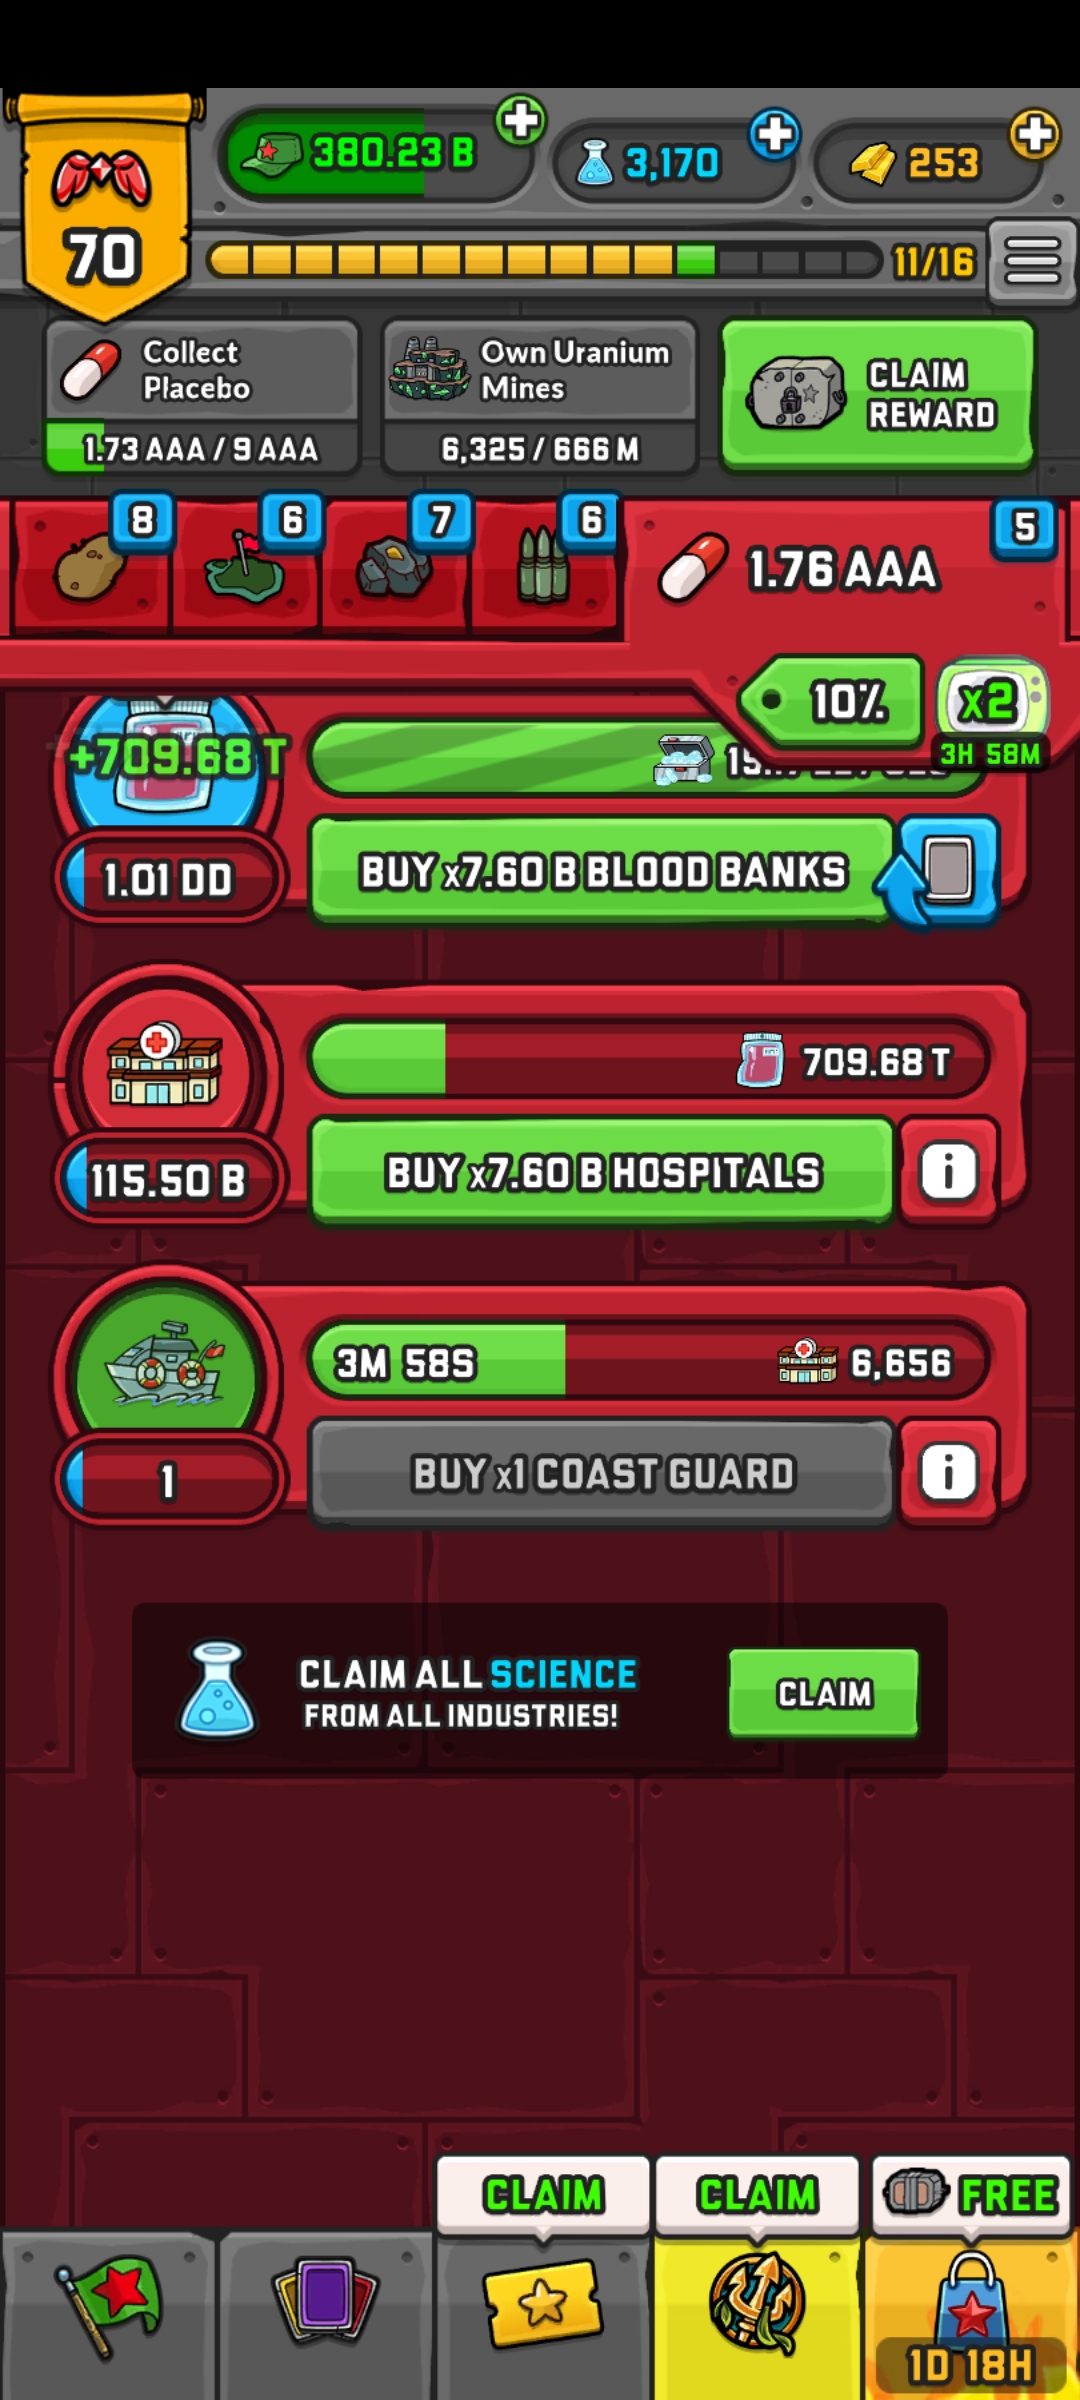 70
380.23 B
3,170
253
11/16
Collect
Placebo
1.73 AAA / 9 AAA
Own Uranium
Mines
6,325 / 666 M
CLAIM
REWARD
8
6
7
6
5
1.76 AAA
10%
x2
3H 58M
+709.68 T
1.01 DD
BUY x7.60 B BLOOD BANKS
709.68 T
115.50 B
BUY x7.60 B HOSPITALS
i
3M 58S
6,656
1
BUY x1 COAST GUARD
i
CLAIM ALL SCIENCE
FROM ALL INDUSTRIES!
CLAIM
CLAIM
CLAIM
FREE
1D 18H